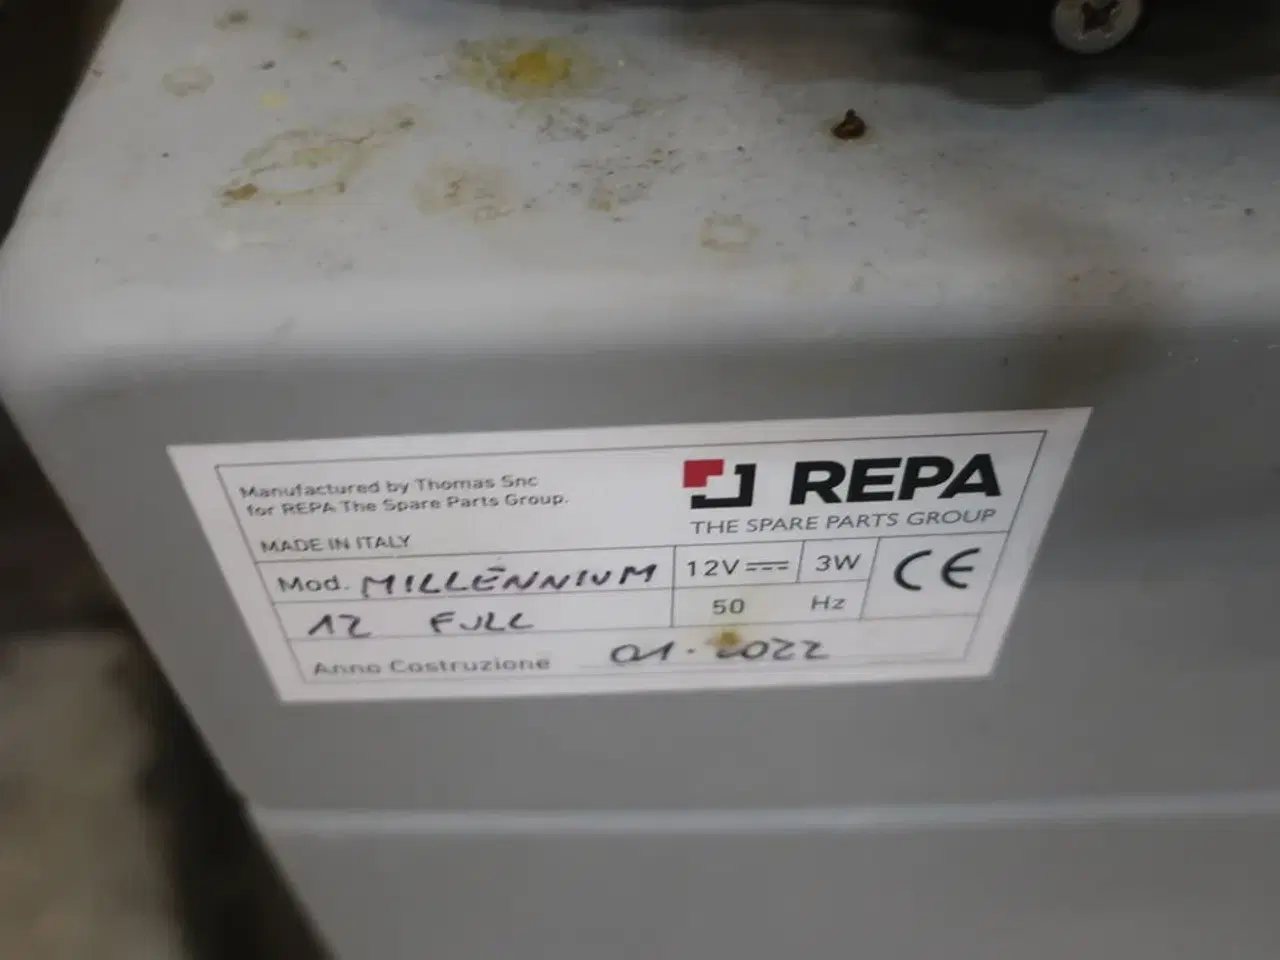 Manufactured by Thomas Snc
for REPA The Spare Parts Group.
MADE IN ITALY
REPA
THE SPARE PARTS GROUP
Mod. MILLENNIUM
12 FULL
12V 3W
50 Hz
CE
Anno Costruzione 01.2022